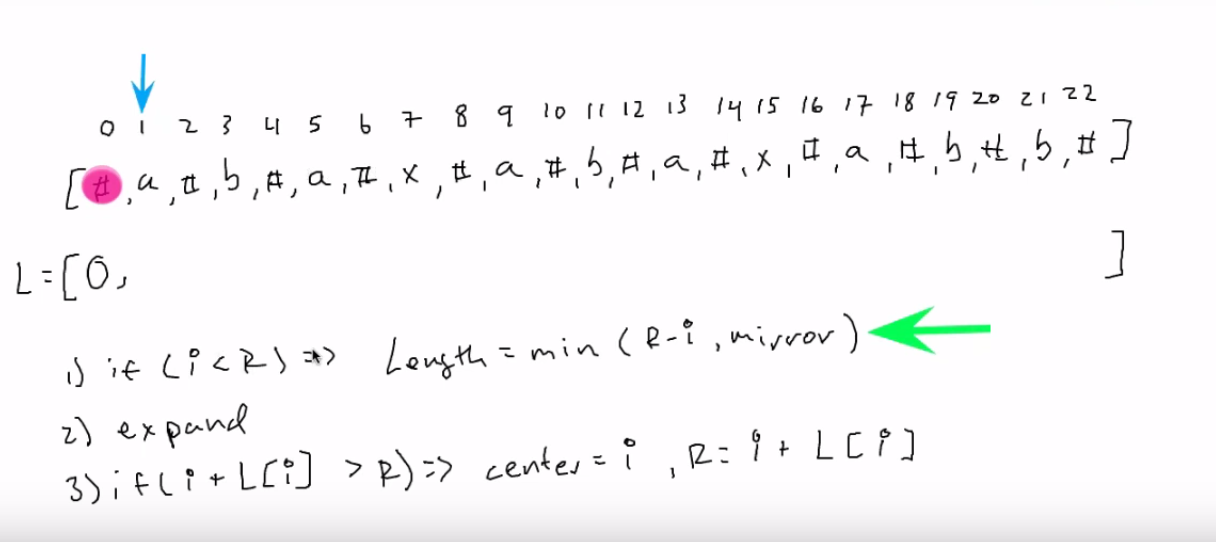 0 1 2 3 4 5 6 7 8 9 10 11 12 13 14 15 16 17 18 19 20 21 22
[#,a,#,b,#,a,#,x,#,a,#,b,#,a,#,x,#,a,#,b,#,b,#]
L=[0, ]
1) if (i<R) => Length = min (R-i, mirror)
2) expand
3) if(i + L[i] > R) => center = i, R= i + L[i]